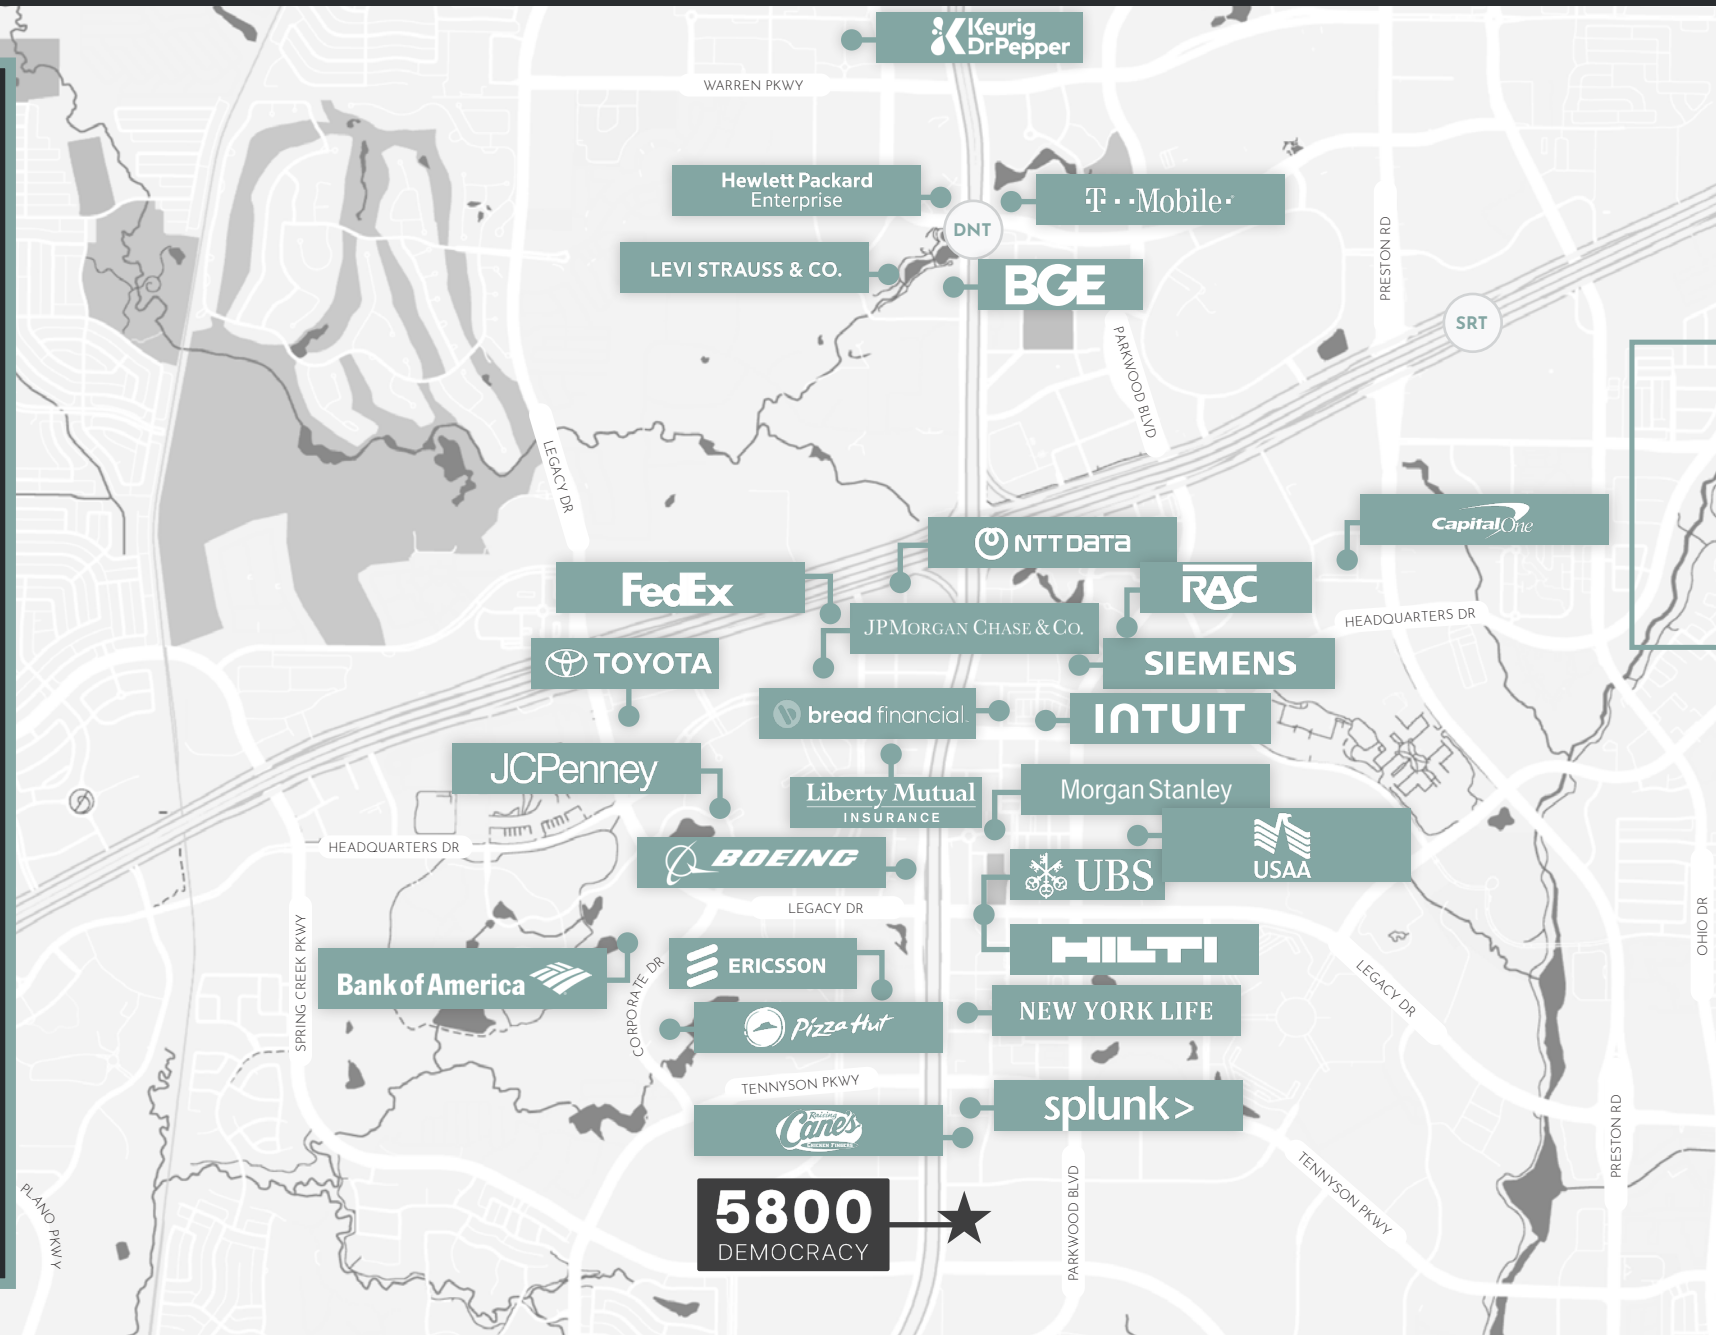 Keurig
DrPepper
WARREN PKWY
Hewlett Packard
Enterprise
T··Mobile·
DNT
PRESTON RD
LEVI STRAUSS & CO.
BGE
SRT
PARKWOOD BLVD
LEGACY DR
Capital One
NTT DATA
FedEx
RAC
JPMORGAN CHASE & CO.
HEADQUARTERS DR
TOYOTA
SIEMENS
bread financial
INTUIT
JCPenney
Liberty Mutual
INSURANCE
Morgan Stanley
HEADQUARTERS DR
BOEING
UBS
USAA
LEGACY DR
OHIO DR
SPRING CREEK PKWY
Bank of America
CORPORATE DR
ERICSSON
HILTI
LEGACY DR
Pizza Hut
NEW YORK LIFE
TENNYSON PKWY
Raising
Cane's
CHICKEN FINGERS
splunk>
PRESTON RD
TENNYSON PKWY
PLANO PKWY
PARKWOOD BLVD
5800
DEMOCRACY